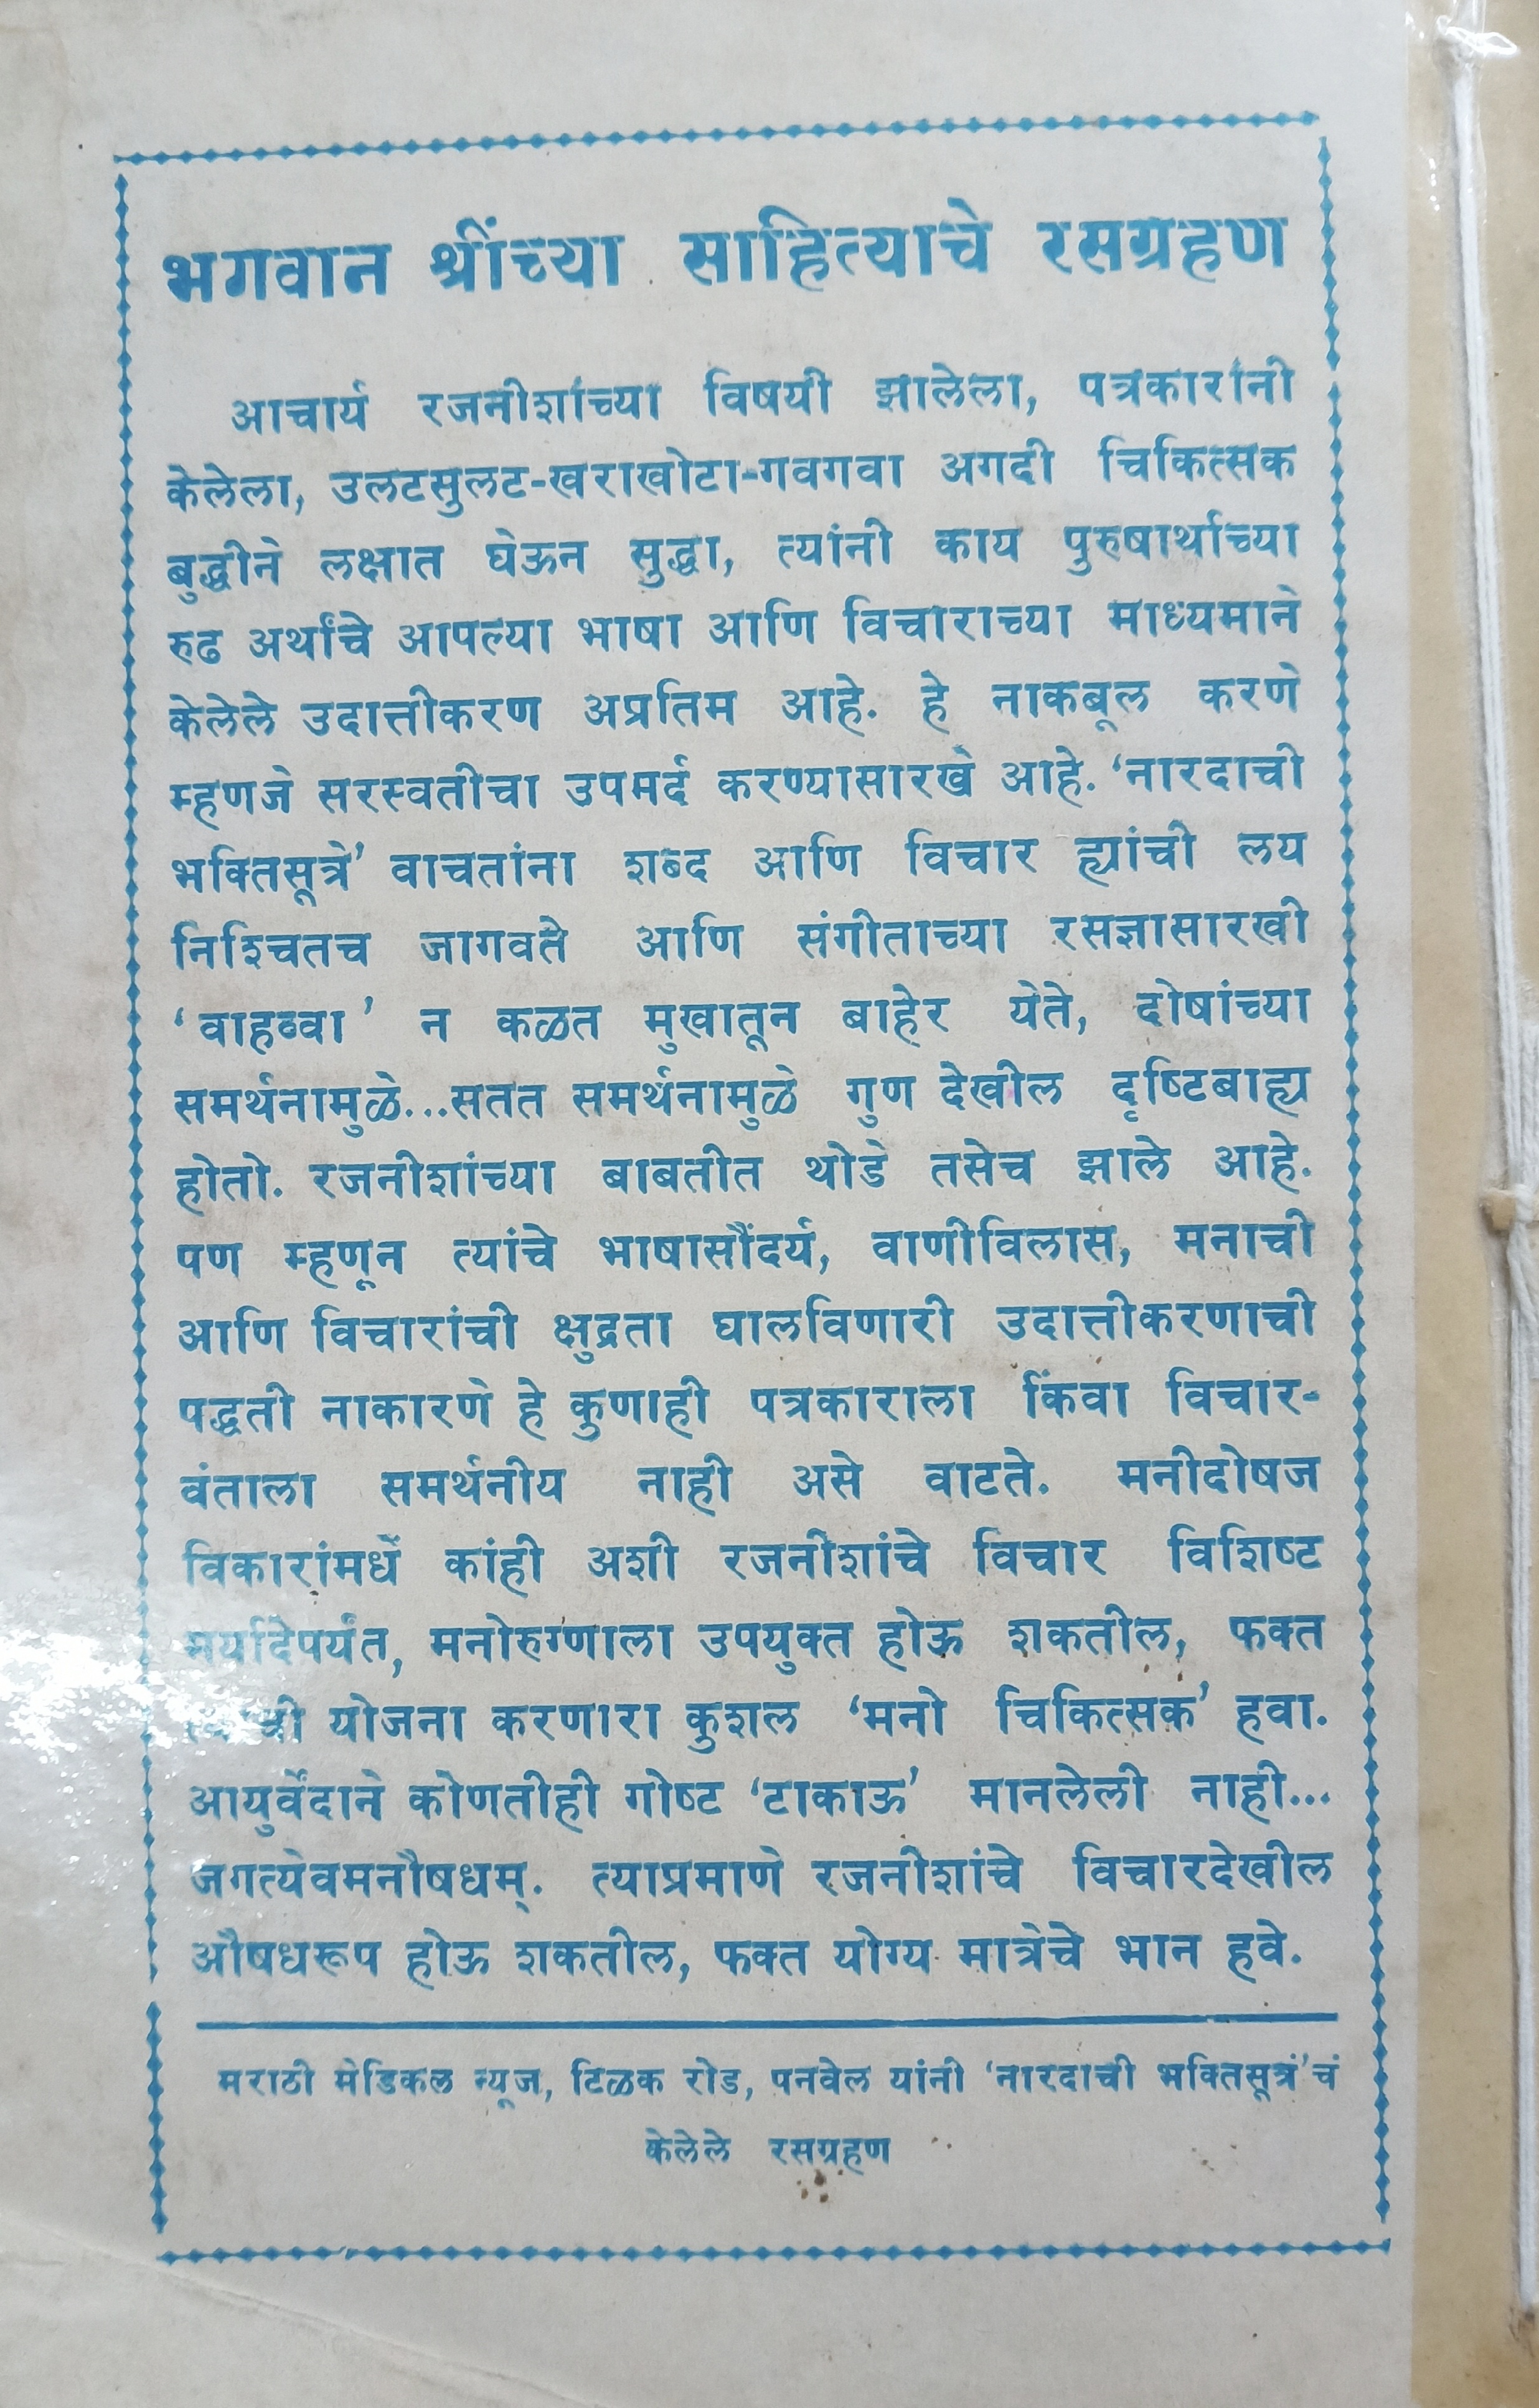 भगवान श्रींच्या साहित्याचे रसग्रहण
आचार्य रजनीशांच्या विषयी झालेला, पत्रकारांनी
केलेला, उलटसुलट-खराखोटा-गवगवा अगदी चिकित्सक
बुद्धीने लक्षात घेऊन सुद्धा, त्यांनी काय पुरुषार्थाच्या
रुढ अर्थांचे आपल्या भाषा आणि विचाराच्या माध्यमाने
केलेले उदात्तीकरण अप्रतिम आहे. हे नाकबूल करणे
म्हणजे सरस्वतीचा उपमर्द करण्यासारखे आहे. ‘नारदाची
भक्तिसूत्रे’ वाचतांना शब्द आणि विचार ह्यांची लय
निश्चितच जागवते आणि संगीताच्या रसज्ञासारखी
‘वाहव्वा’ न कळत मुखातून बाहेर येते, दोषांच्या
समर्थनामुळे...सतत समर्थनामुळे गुण देखील दृष्टिबाह्य
होतो. रजनीशांच्या बाबतीत थोडे तसेच झाले आहे.
पण म्हणून त्यांचे भाषासौंदर्य, वाणीविलास, मनाची
आणि विचारांची क्षुद्रता घालविणारी उदात्तीकरणाची
पद्धती नाकारणे हे कुणाही पत्रकाराला किंवा विचार-
वंताला समर्थनीय नाही असे वाटते. मनीदोषज
विकारांमधें कांही अशी रजनीशांचे विचार विशिष्ट
मर्यादेपर्यंत, मनोरुग्णाला उपयुक्त होऊ शकतील, फक्त
योजना करणारा कुशल ‘मनो चिकित्सक’ हवा.
आयुर्वेदाने कोणतीही गोष्ट ‘टाकाऊ’ मानलेली नाही...
जगत्येवमनौषधम्. त्याप्रमाणे रजनीशांचे विचारदेखील
औषधरूप होऊ शकतील, फक्त योग्य मात्रेचे भान हवे.
मराठी मेडिकल न्यूज, टिळक रोड, पनवेल यांनी ‘नारदाची भक्तिसूत्रं’चं
केलेले रसग्रहण